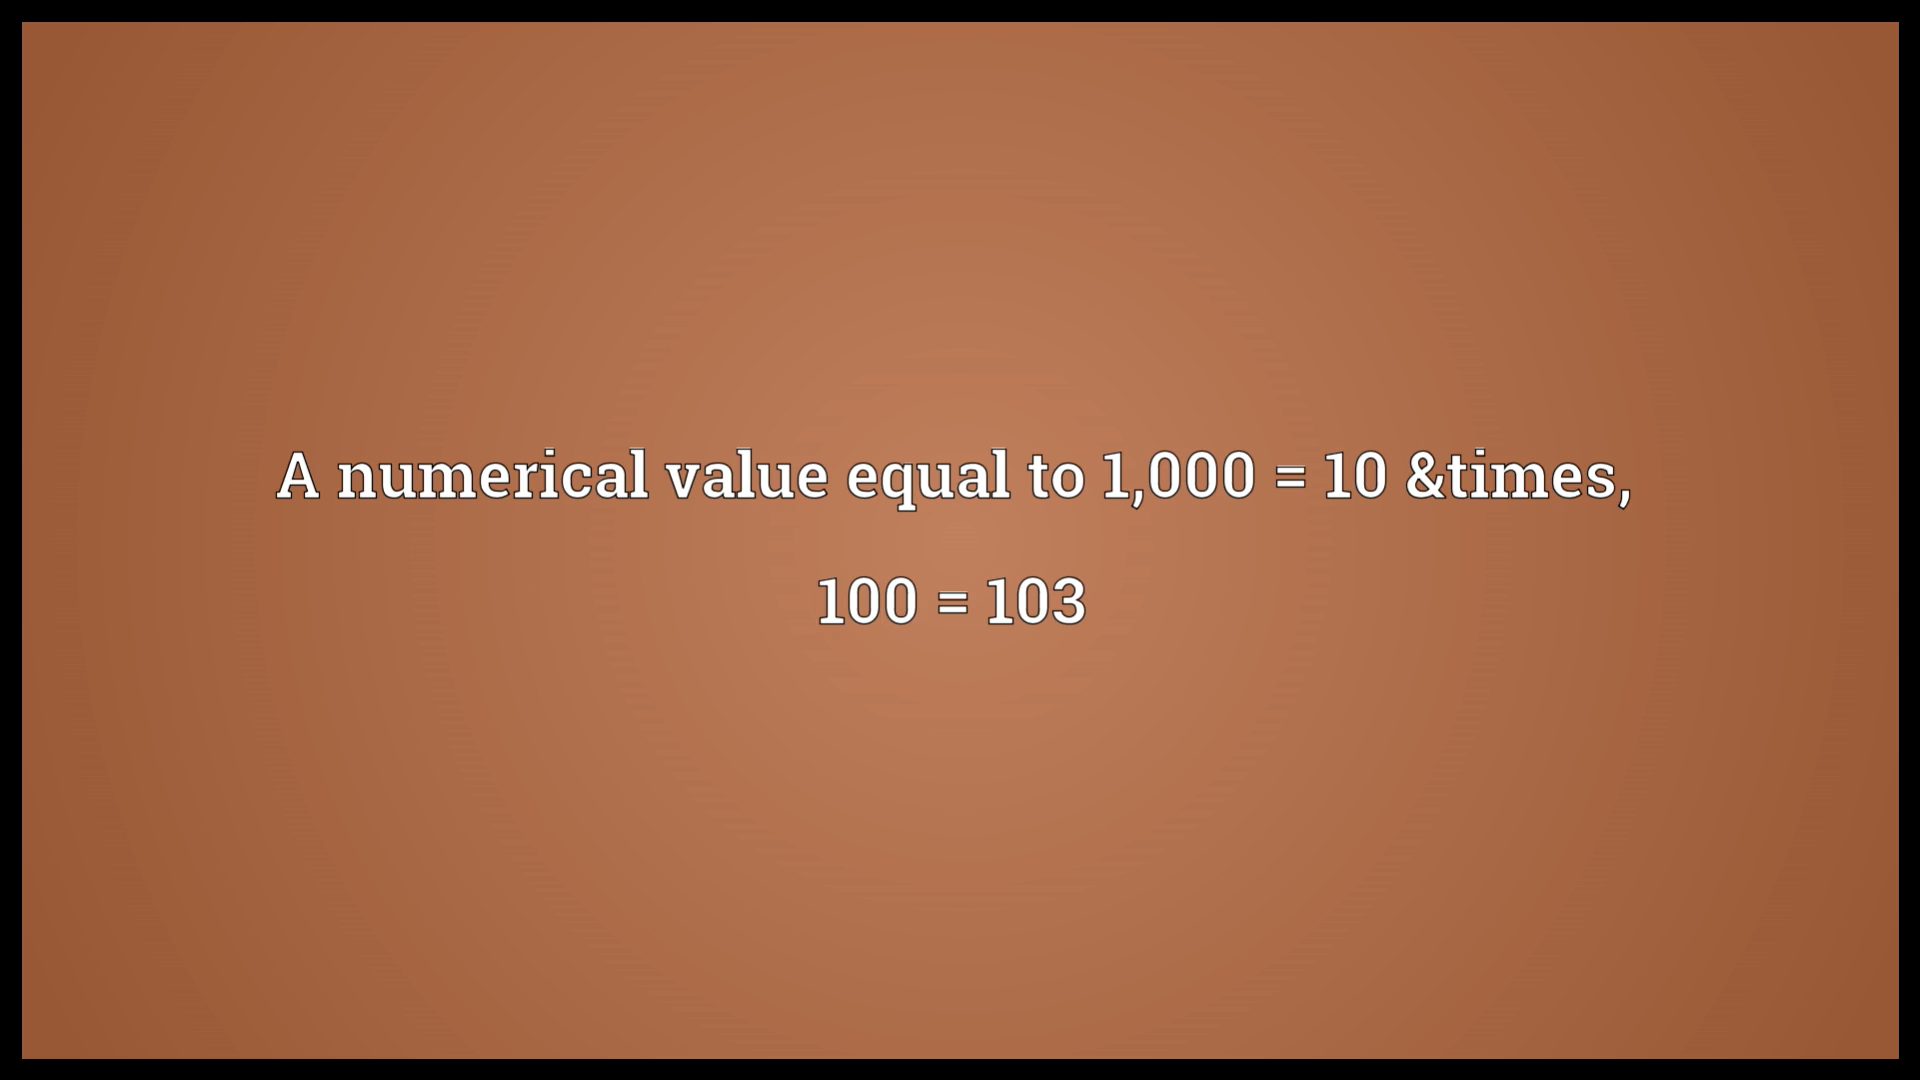 A numerical value equal to 1,000 = 10 &times,
100 = 103